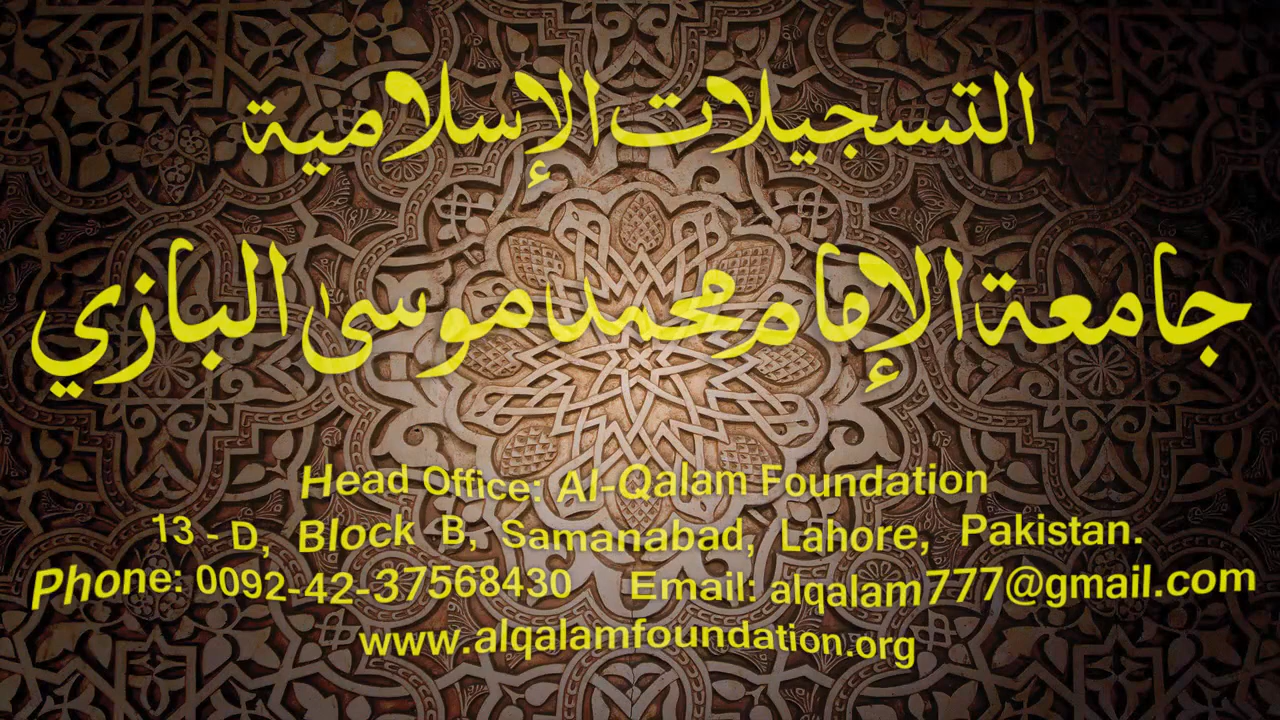 التسجيلات الإسلامية
جامعة الإمام محمد موسى البازي
Head Office: Al-Qalam Foundation
13 - D, Block B, Samanabad, Lahore, Pakistan.
Phone: 0092-42-37568430 Email: alqalam777@gmail.com
www.alqalamfoundation.org